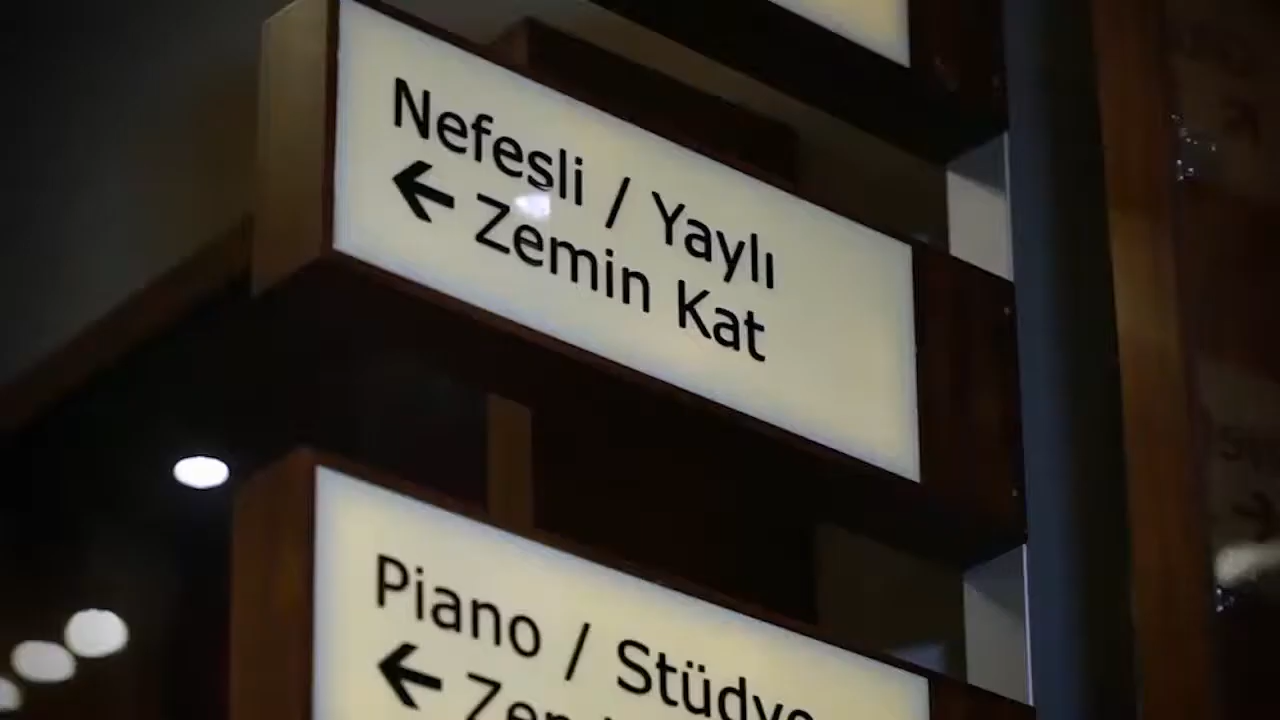 Nefesli / Yaylı
← Zemin Kat
Piano / Stüdyo
←